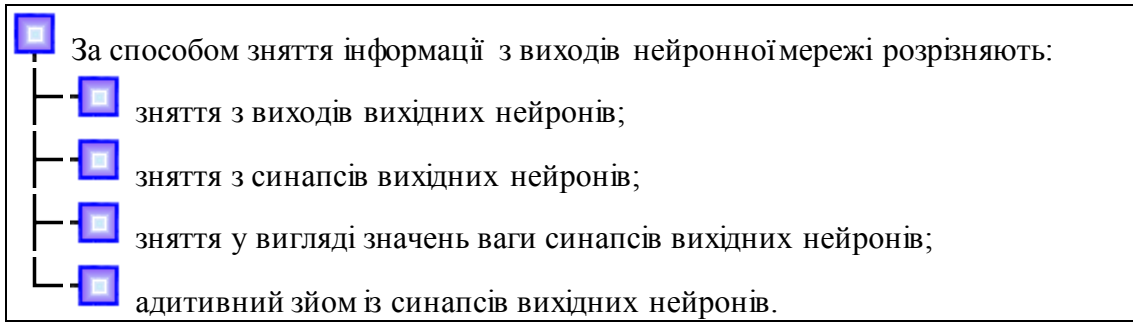 За способом зняття інформації з виходів нейронної мережі розрізняють:
зняття з виходів вихідних нейронів;
зняття з синапсів вихідних нейронів;
зняття у вигляді значень ваги синапсів вихідних нейронів;
адитивний зйом із синапсів вихідних нейронів.